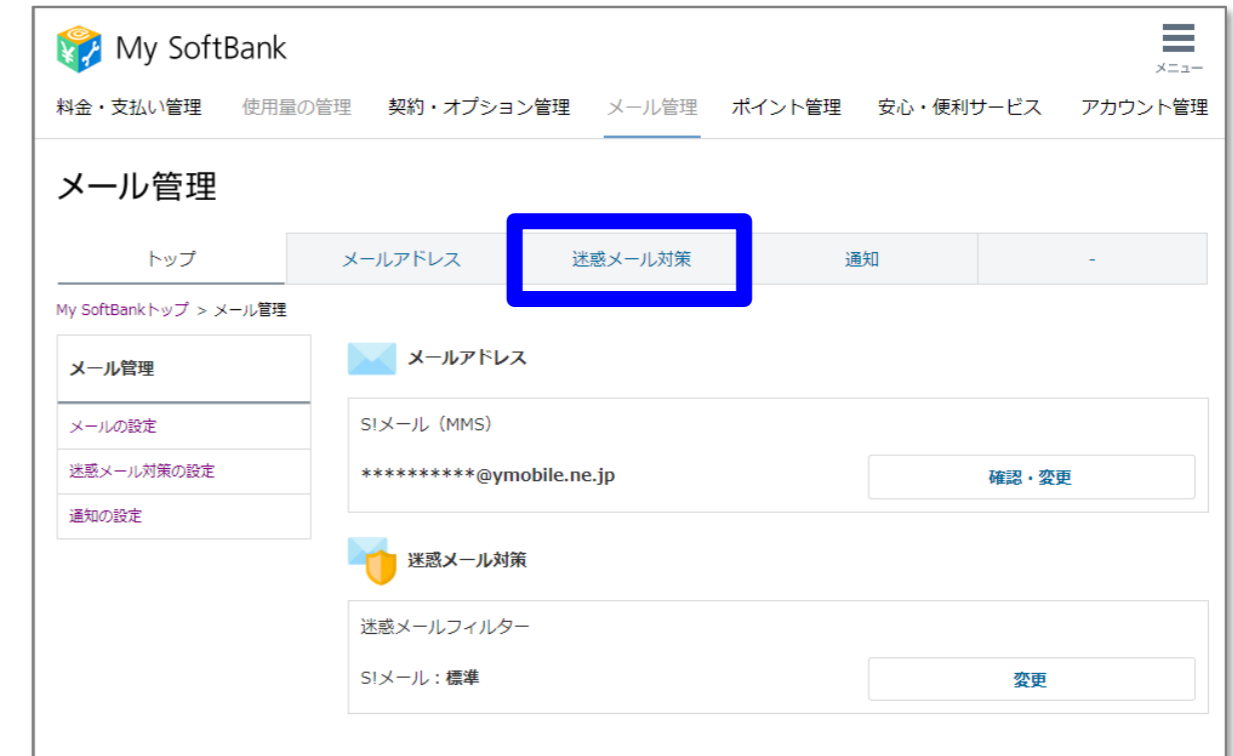 My SoftBank
メニュー
料金・支払い管理 使用量の管理 契約・オプション管理 メール管理 ポイント管理 安心・便利サービス アカウント管理
メール管理
トップ メールアドレス 迷惑メール対策 通知 -
My SoftBankトップ > メール管理
メール管理
メールの設定
迷惑メール対策の設定
通知の設定
メールアドレス
S!メール（MMS）
**********@ymobile.ne.jp 確認・変更
迷惑メール対策
迷惑メールフィルター
S!メール：標準 変更